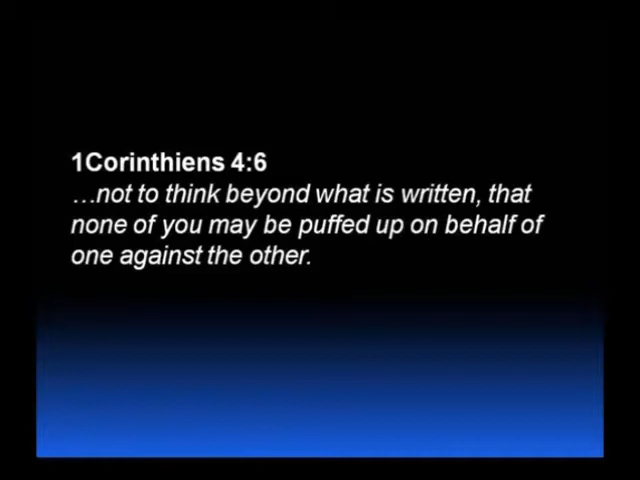 1Corinthiens 4:6
…not to think beyond what is written, that
none of you may be puffed up on behalf of
one against the other.